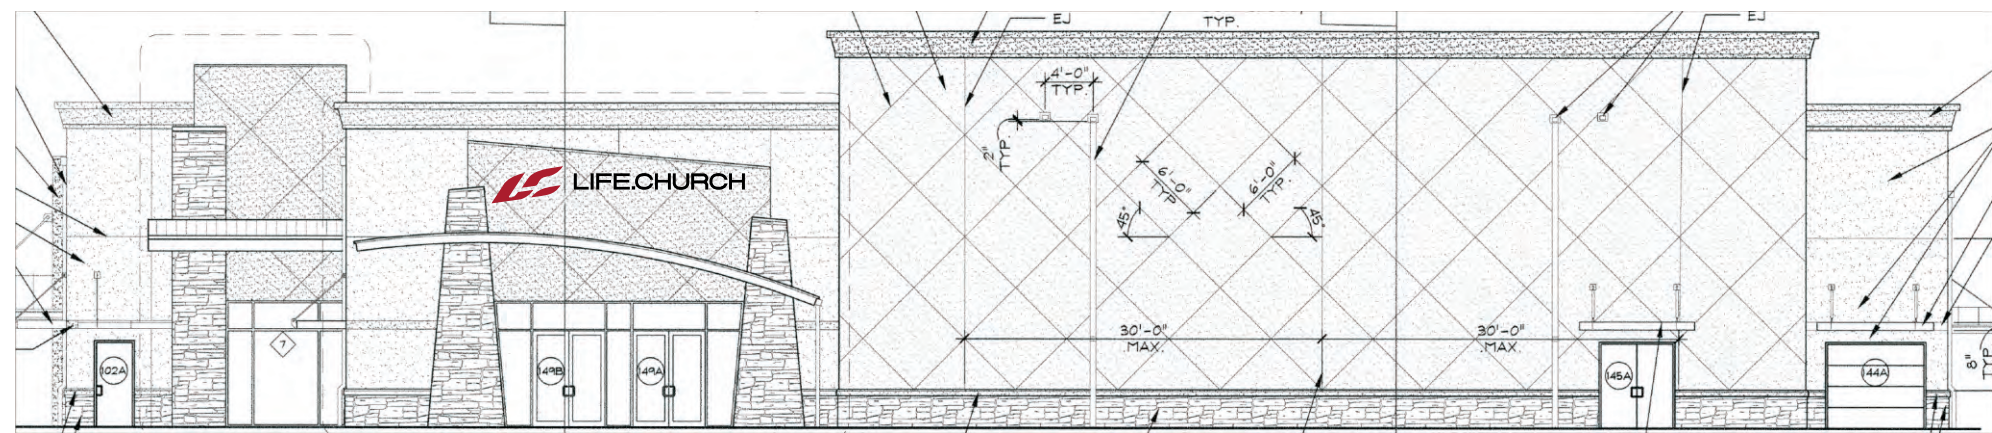 EJ
TYP.
EJ
4'-0"
TYP.
2"
TYP.
6'-0"
TYP.
6'-0"
TYP.
45°
45°
LIFE.CHURCH
30'-0"
MAX.
30'-0"
MAX.
7
102A
149B
149A
145A
144A
8"
TYP